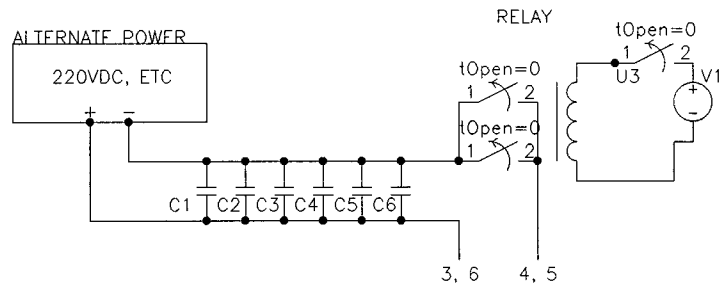 RELAY
ALTERNATE POWER
220VDC, ETC
+ -
tOpen=0
1 2
U3
V1
+
-
tOpen=0
1 2
tOpen=0
1 2
C1 C2 C3 C4 C5 C6
3, 6 4, 5